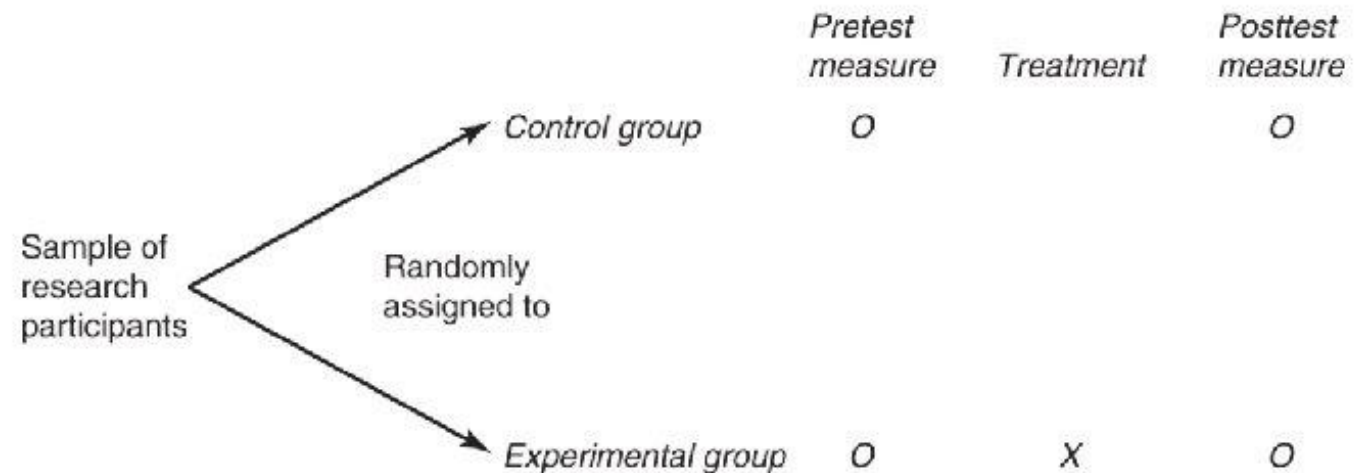 Pretest measure
Treatment
Posttest measure
Control group O O
Sample of
research
participants
Randomly
assigned to
Experimental group O X O